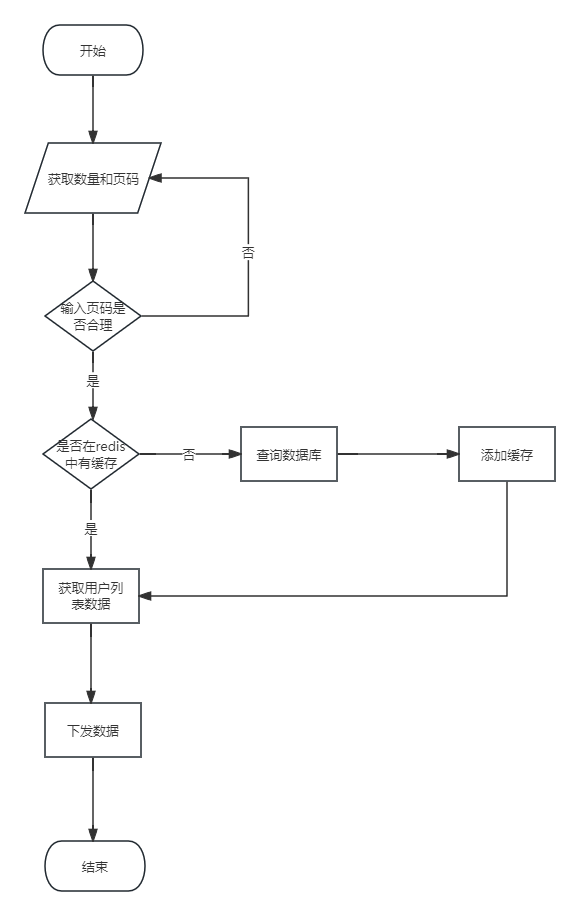 开始
获取数量和页码
否
输入页码是
否合理
是
是否在redis
中有缓存
否
查询数据库
添加缓存
是
获取用户列
表数据
下发数据
结束